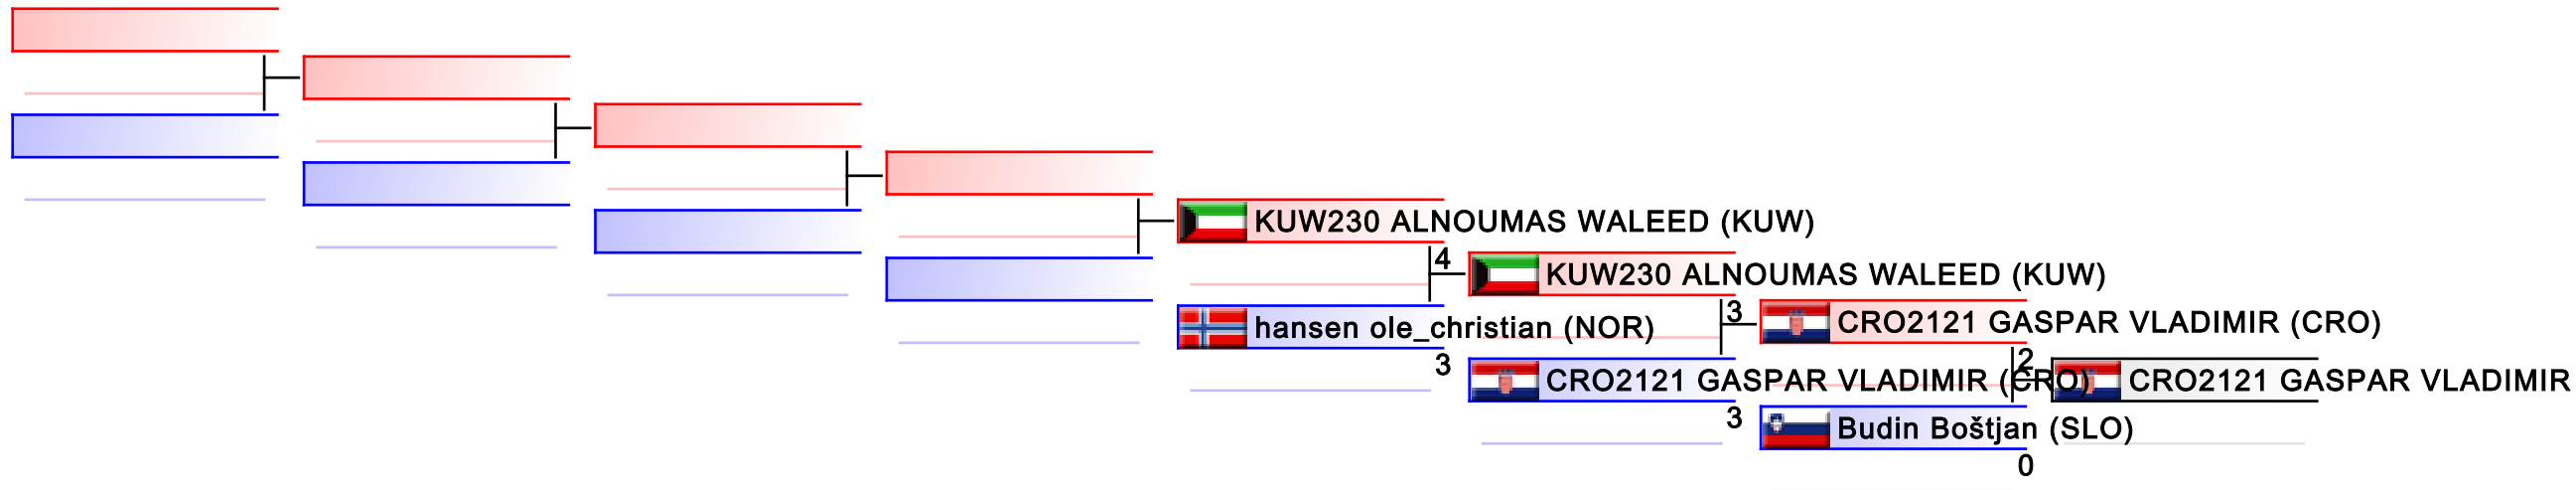 KUW230 ALNOUMAS WALEED (KUW)
4
KUW230 ALNOUMAS WALEED (KUW)
hansen ole_christian (NOR)
3
3
CRO2121 GASPAR VLADIMIR (CRO)
CRO2121 GASPAR VLADIMIR (CRO)
3
2
CRO2121 GASPAR VLADIMIR
Budin Boštjan (SLO)
0